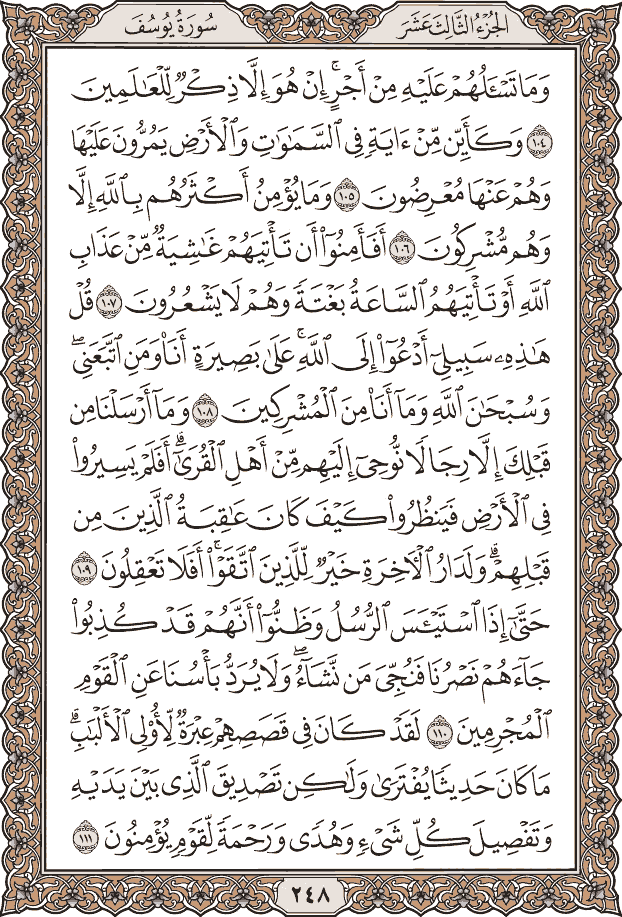 الجُزْءُ الثَّالِثَ عَشَرَ
سُورَةُ يُوسُفَ
وَمَا تَسْـَٔلُهُمْ عَلَيْهِ مِنْ أَجْرٍ ۚ إِنْ هُوَ إِلَّا ذِكْرٌ لِّلْعَـٰلَمِينَ
١٠٤ وَكَأَيِّن مِّنْ ءَايَةٍ فِى ٱلسَّمَـٰوَٰتِ وَٱلْأَرْضِ يَمُرُّونَ عَلَيْهَا
وَهُمْ عَنْهَا مُعْرِضُونَ ١٠٥ وَمَا يُؤْمِنُ أَكْثَرُهُم بِٱللَّهِ إِلَّا
وَهُم مُّشْرِكُونَ ١٠٦ أَفَأَمِنُوٓا۟ أَن تَأْتِيَهُمْ غَـٰشِيَةٌ مِّنْ عَذَابِ
ٱللَّهِ أَوْ تَأْتِيَهُمُ ٱلسَّاعَةُ بَغْتَةً وَهُمْ لَا يَشْعُرُونَ ١٠٧ قُلْ
هَـٰذِهِۦ سَبِيلِىٓ أَدْعُوٓا۟ إِلَى ٱللَّهِ ۚ عَلَىٰ بَصِيرَةٍ أَنَا۠ وَمَنِ ٱتَّبَعَنِى ۖ
وَسُبْحَـٰنَ ٱللَّهِ وَمَآ أَنَا۠ مِنَ ٱلْمُشْرِكِينَ ١٠٨ وَمَآ أَرْسَلْنَا مِن
قَبْلِكَ إِلَّا رِجَالًا نُّوحِىٓ إِلَيْهِم مِّنْ أَهْلِ ٱلْقُرَىٰٓ ۗ أَفَلَمْ يَسِيرُوا۟
فِى ٱلْأَرْضِ فَيَنظُرُوا۟ كَيْفَ كَانَ عَـٰقِبَةُ ٱلَّذِينَ مِن
قَبْلِهِمْ ۗ وَلَدَارُ ٱلْـَٔاخِرَةِ خَيْرٌ لِّلَّذِينَ ٱتَّقَوْا۟ ۗ أَفَلَا تَعْقِلُونَ ١٠٩
حَتَّىٰٓ إِذَا ٱسْتَيْـَٔسَ ٱلرُّسُلُ وَظَنُّوٓا۟ أَنَّهُمْ قَدْ كُذِبُوا۟
جَآءَهُمْ نَصْرُنَا فَنُجِّىَ مَن نَّشَآءُ ۖ وَلَا يُرَدُّ بَأْسُنَا عَنِ ٱلْقَوْمِ
ٱلْمُجْرِمِينَ ١١٠ لَقَدْ كَانَ فِى قَصَصِهِمْ عِبْرَةٌ لِّأُو۟لِى ٱلْأَلْبَـٰبِ ۗ
مَا كَانَ حَدِيثًا يُفْتَرَىٰ وَلَـٰكِن تَصْدِيقَ ٱلَّذِى بَيْنَ يَدَيْهِ
وَتَفْصِيلَ كُلِّ شَىْءٍ وَهُدًى وَرَحْمَةً لِّقَوْمٍ يُؤْمِنُونَ ١١١
٢٤٨